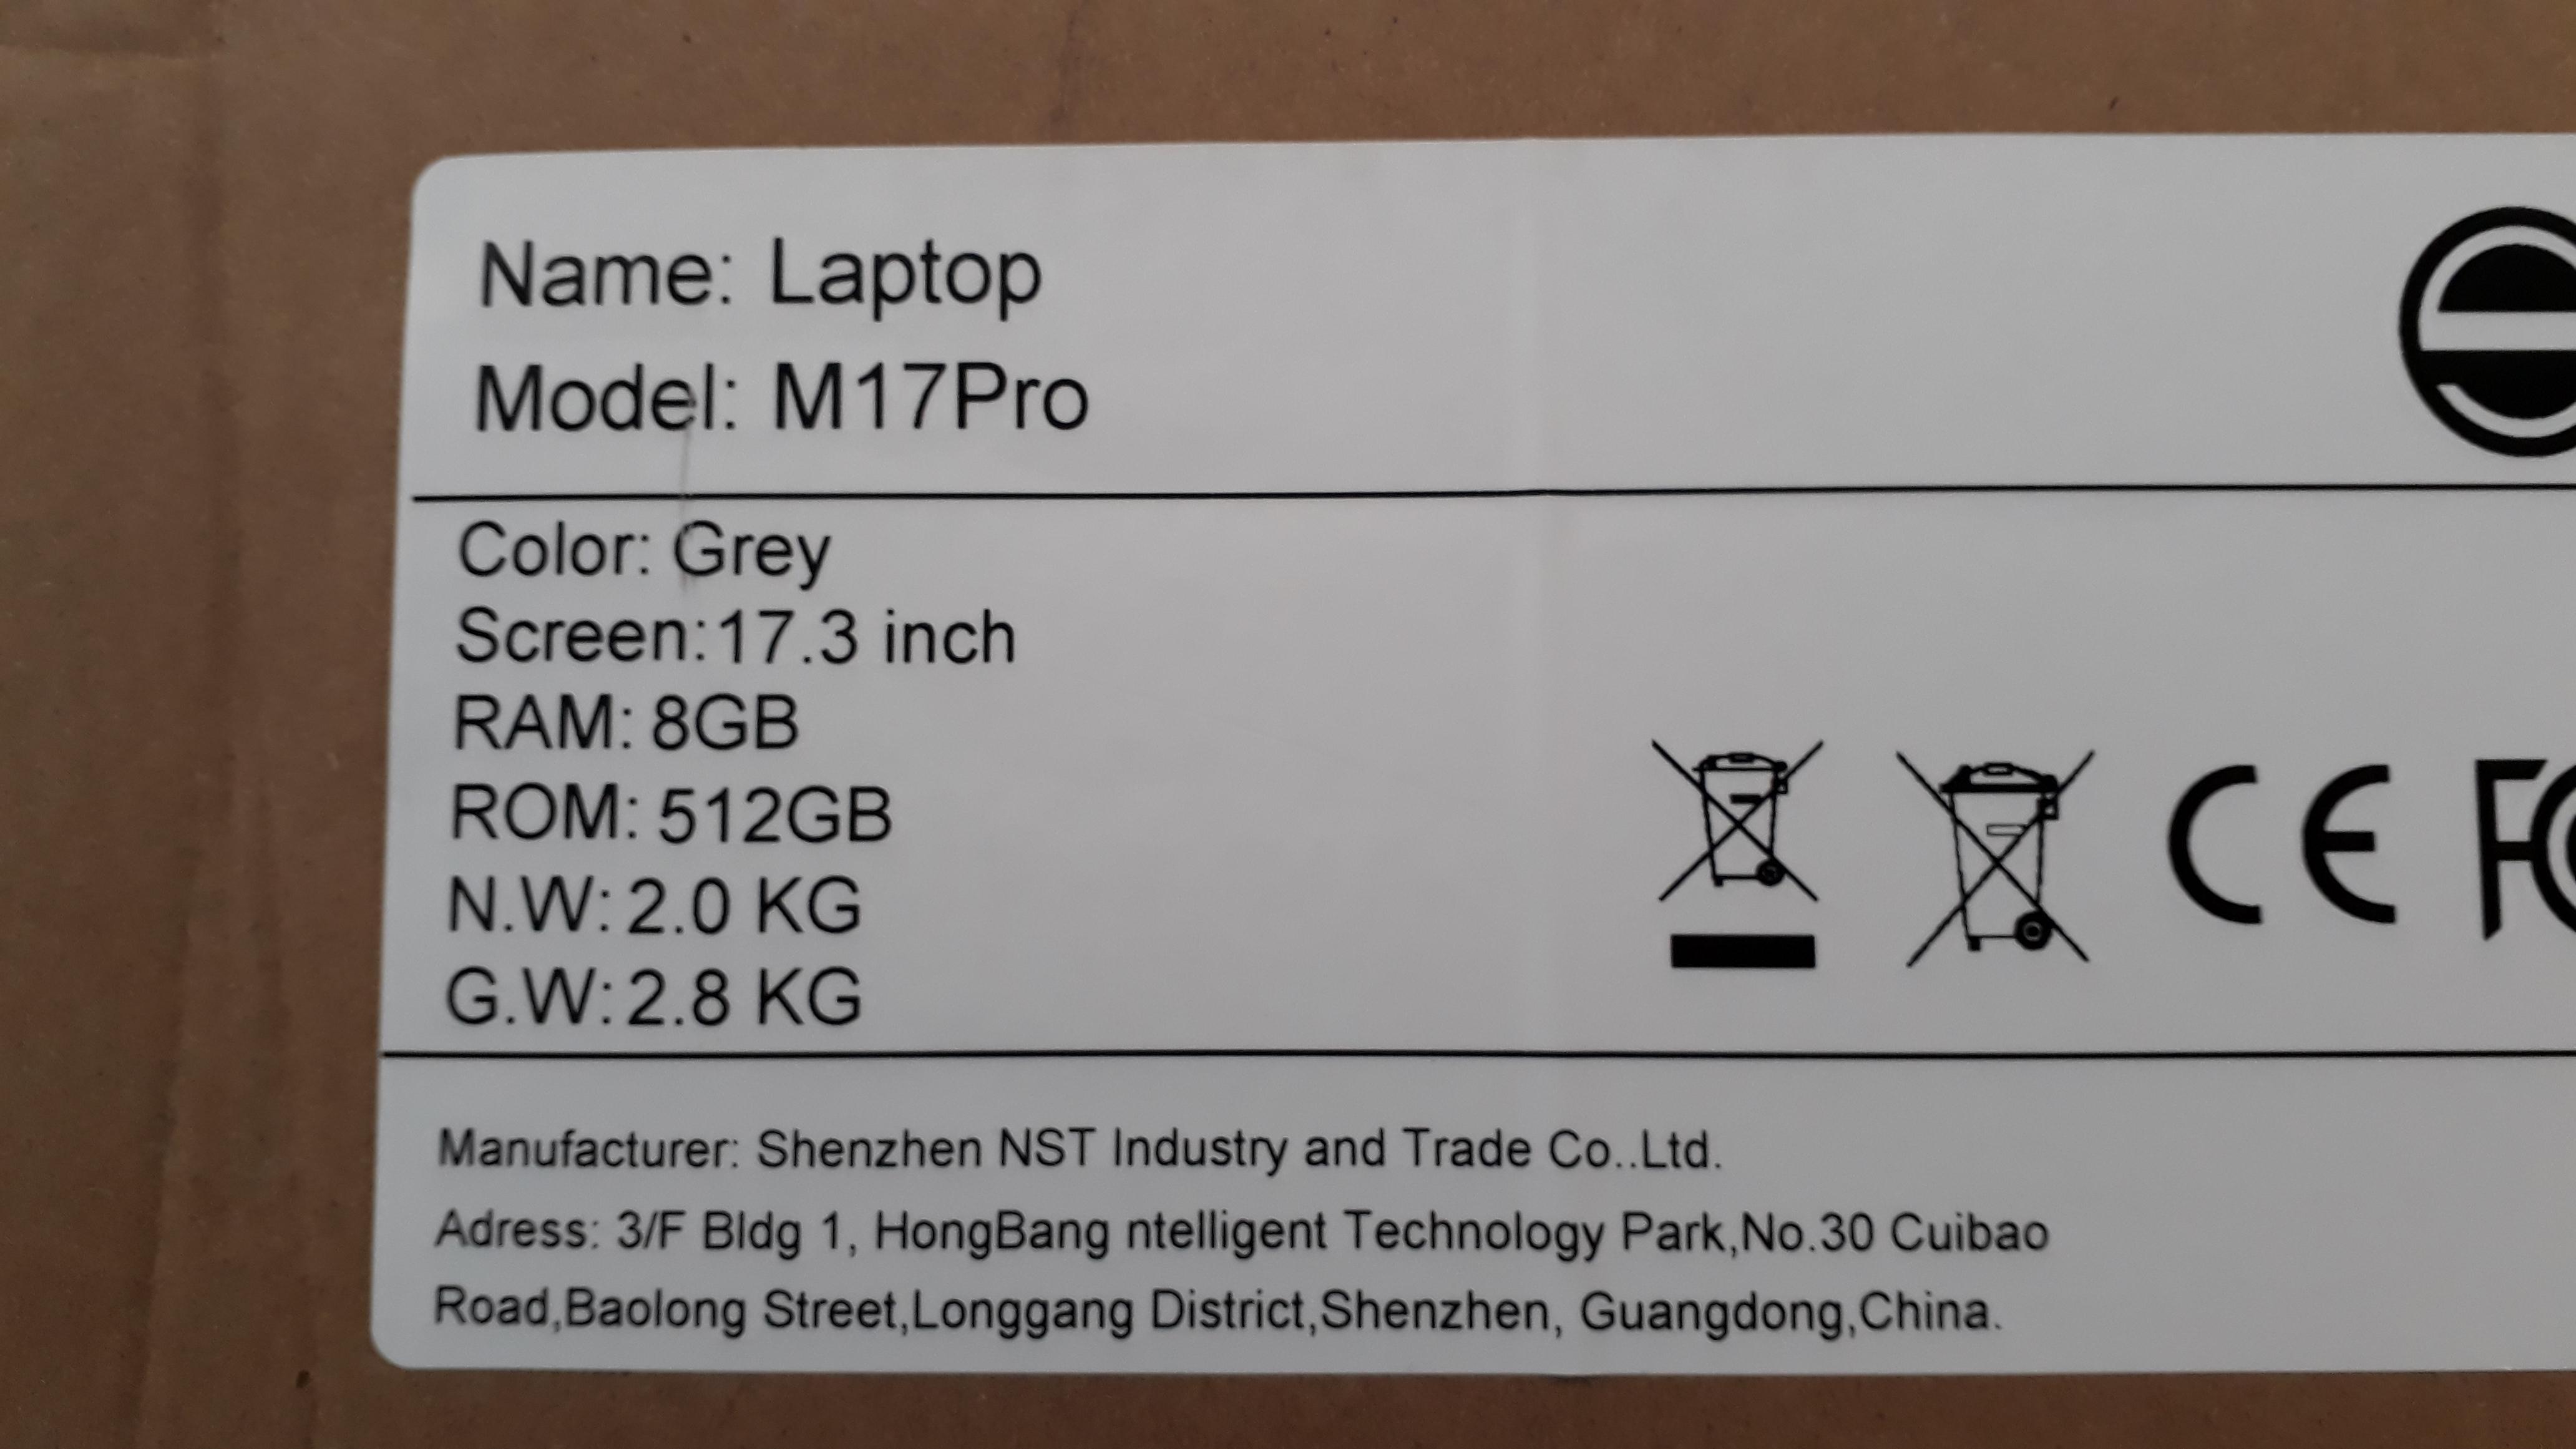 Name: Laptop
Model: M17Pro
Color: Grey
Screen:17.3 inch
RAM: 8GB
ROM: 512GB
N.W: 2.0 KG
G.W: 2.8 KG
CE FC
Manufacturer: Shenzhen NST Industry and Trade Co..Ltd.
Adress: 3/F Bldg 1, HongBang ntelligent Technology Park,No.30 Cuibao
Road,Baolong Street,Longgang District,Shenzhen, Guangdong,China.